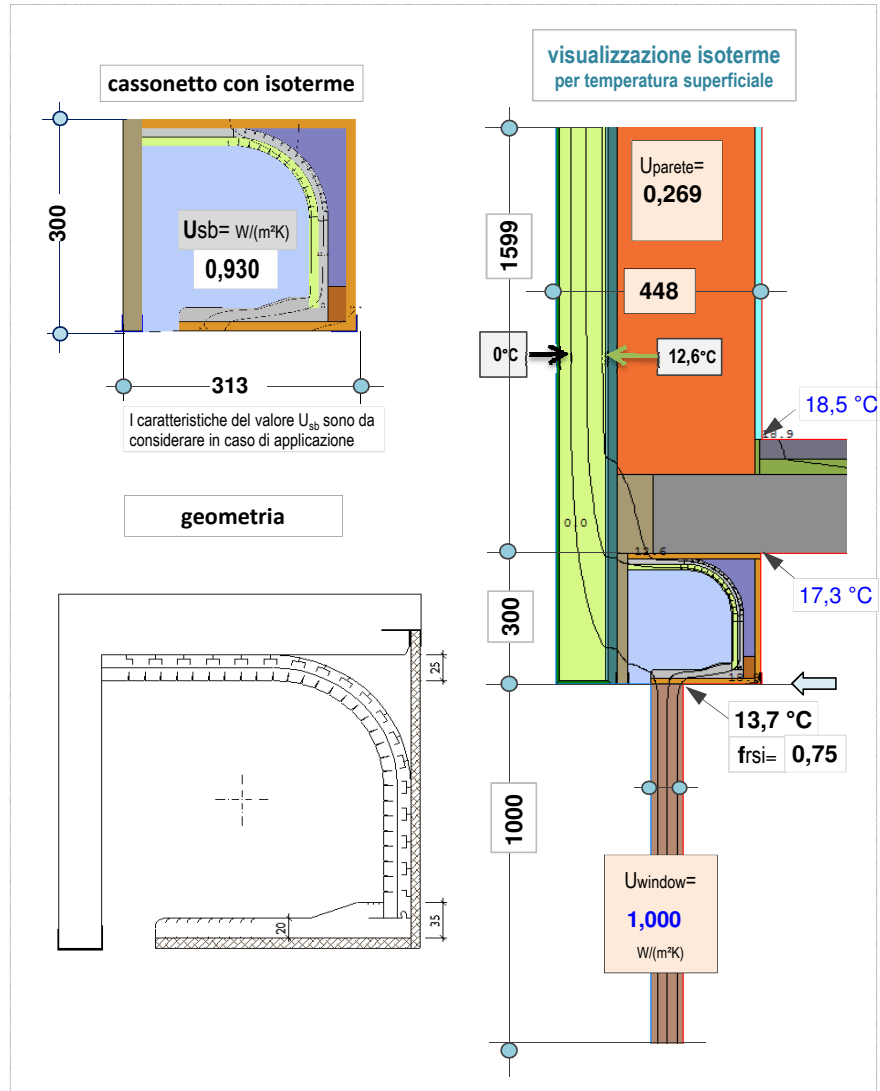 cassonetto con isoterme
300
Usb= W/(m²K)
0,930
313
I caratteristiche del valore Usb sono da
considerare in caso di applicazione
geometria
25
20
35
visualizzazione isoterme
per temperatura superficiale
1599
Uparete=
0,269
448
0°C
12,6°C
18,5 °C
18.9
0.0
12.6
300
17,3 °C
13,7 °C
frsi= 0,75
1000
Uwindow=
1,000
W/(m²K)